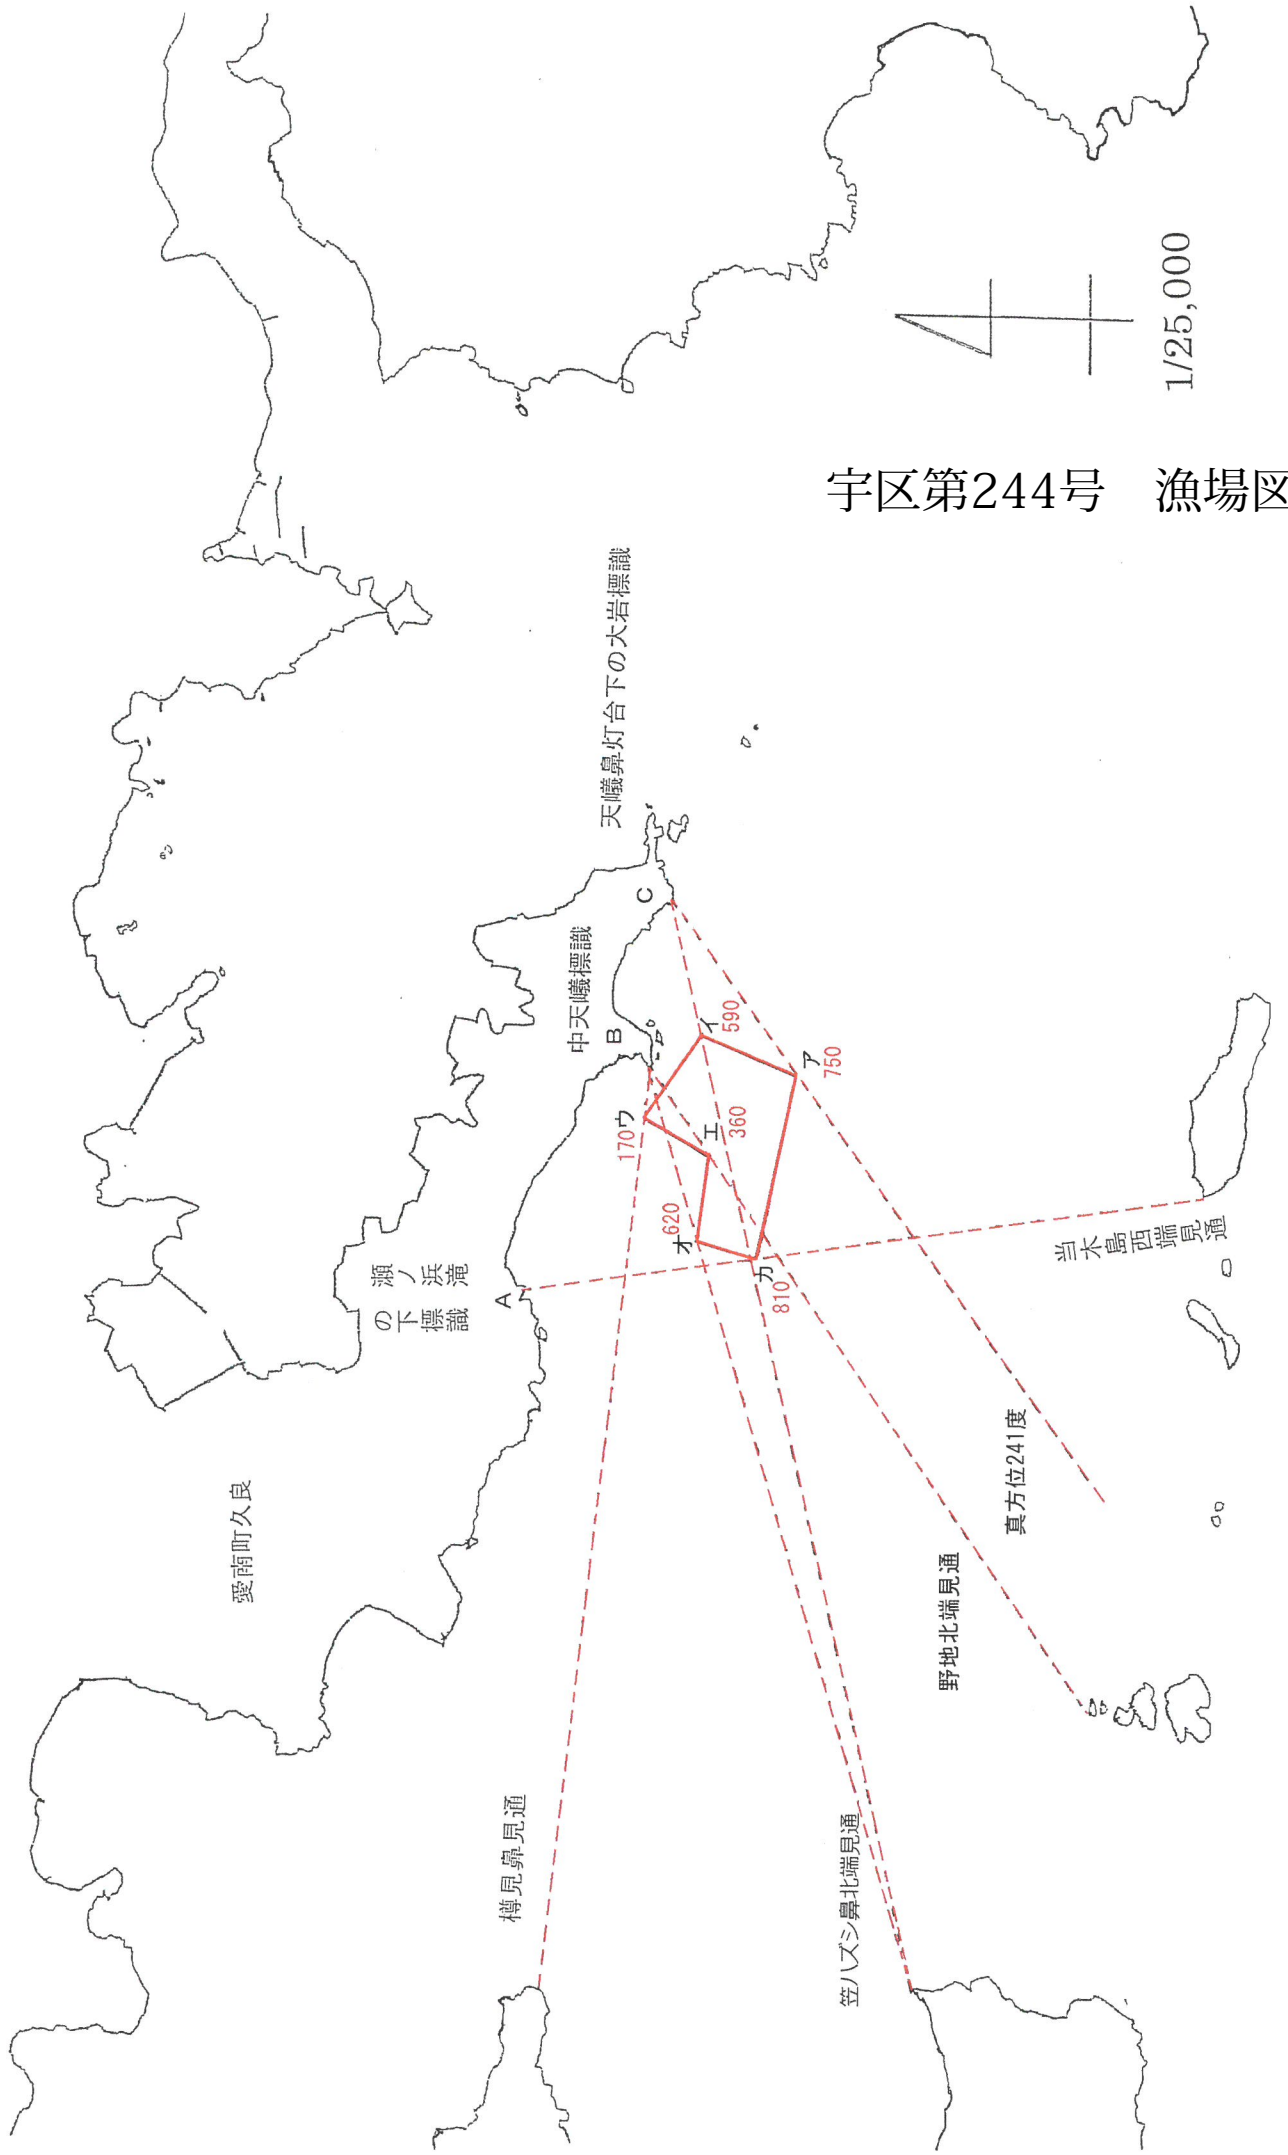 宇区第244号　漁場図
1/25,000
愛南町久良
瀬ノ浜滝
の下標識
中天嶬標識
天嶬鼻灯台下の大岩標識
A
B
C
ア
750
イ
590
ウ
170
エ
360
オ
620
カ
810
樽見鼻見通
笠ハズシ鼻北端見通
野地北端見通
真方位241度
当木島西端見通